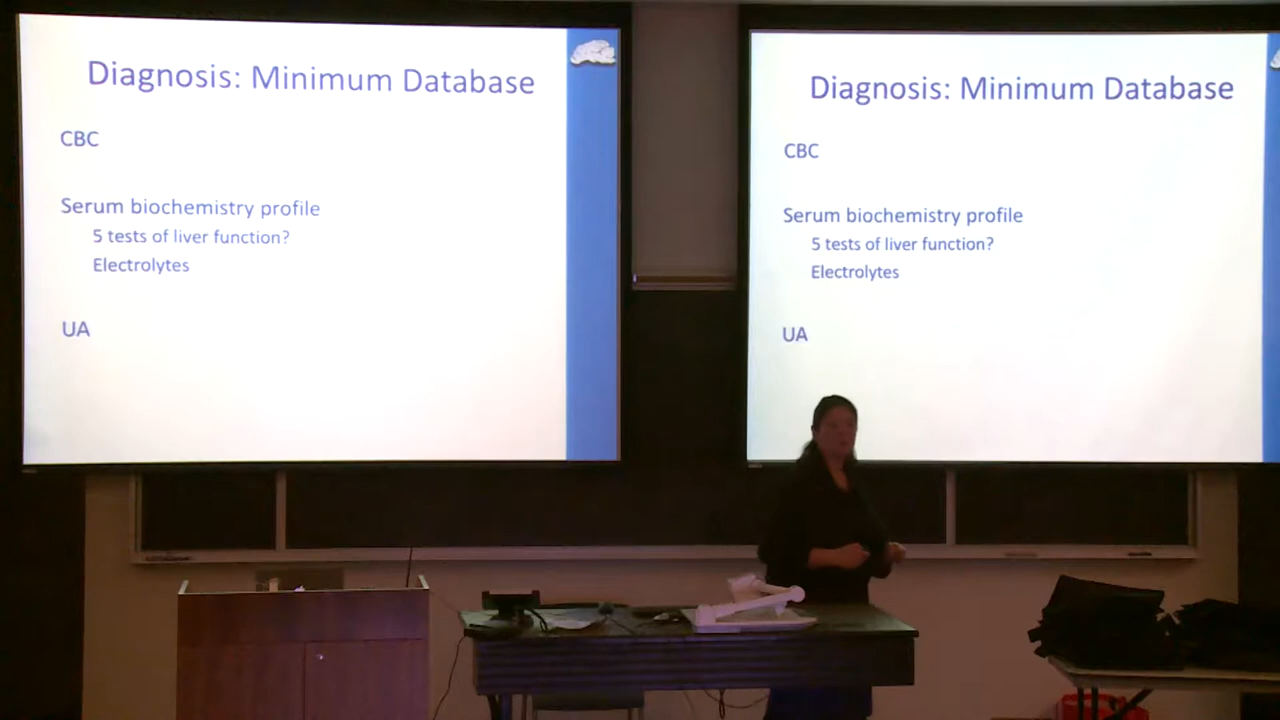 Diagnosis: Minimum Database
CBC
Serum biochemistry profile
5 tests of liver function?
Electrolytes
UA
Diagnosis: Minimum Database
CBC
Serum biochemistry profile
5 tests of liver function?
Electrolytes
UA